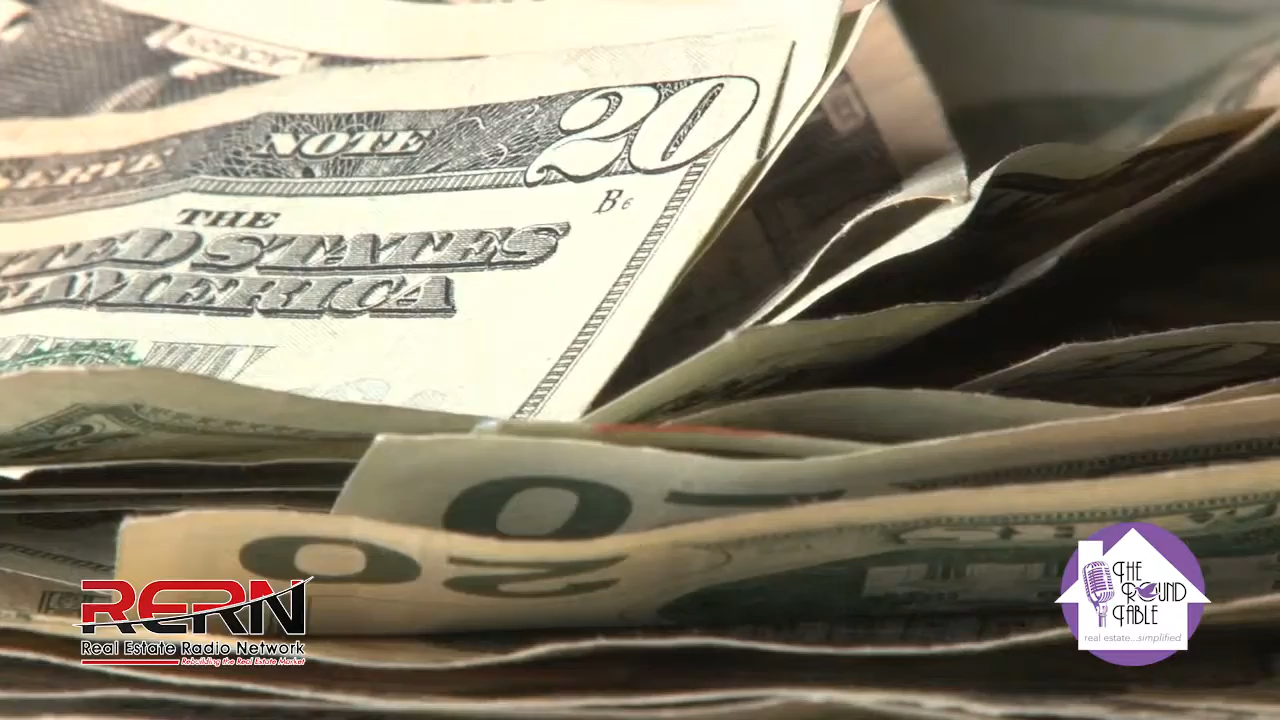 20
NOTE
B6
THE
STATES
AMERICA
20
10
RERN
Real Estate Radio Network
Rebuilding the Real Estate Market
THE
ROUND
TABLE
real estate...simplified